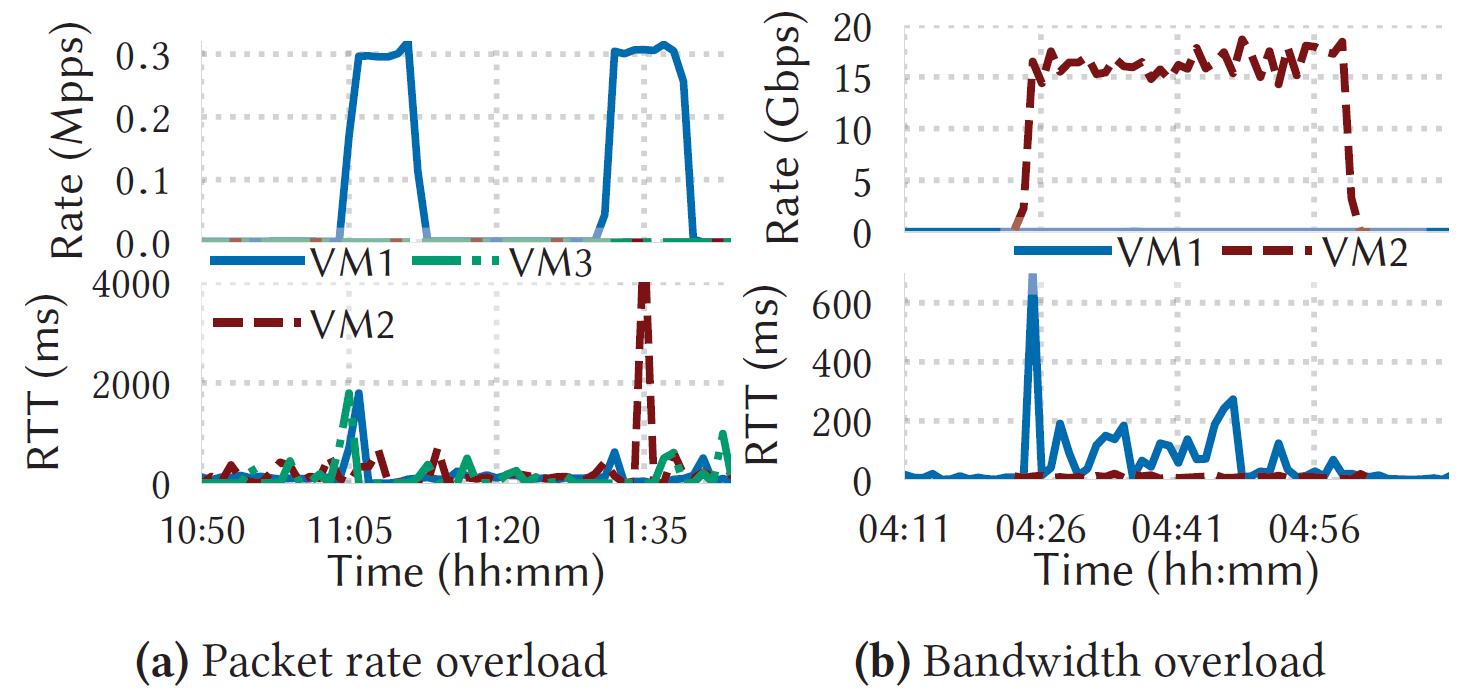 Rate (Mpps)
0.3
0.2
0.1
0.0
VM1
VM3
VM2
RTT (ms)
4000
2000
0
10:50
11:05
11:20
11:35
Time (hh:mm)
(a) Packet rate overload
Rate (Gbps)
20
15
10
5
0
VM1
VM2
RTT (ms)
600
400
200
0
04:11
04:26
04:41
04:56
Time (hh:mm)
(b) Bandwidth overload